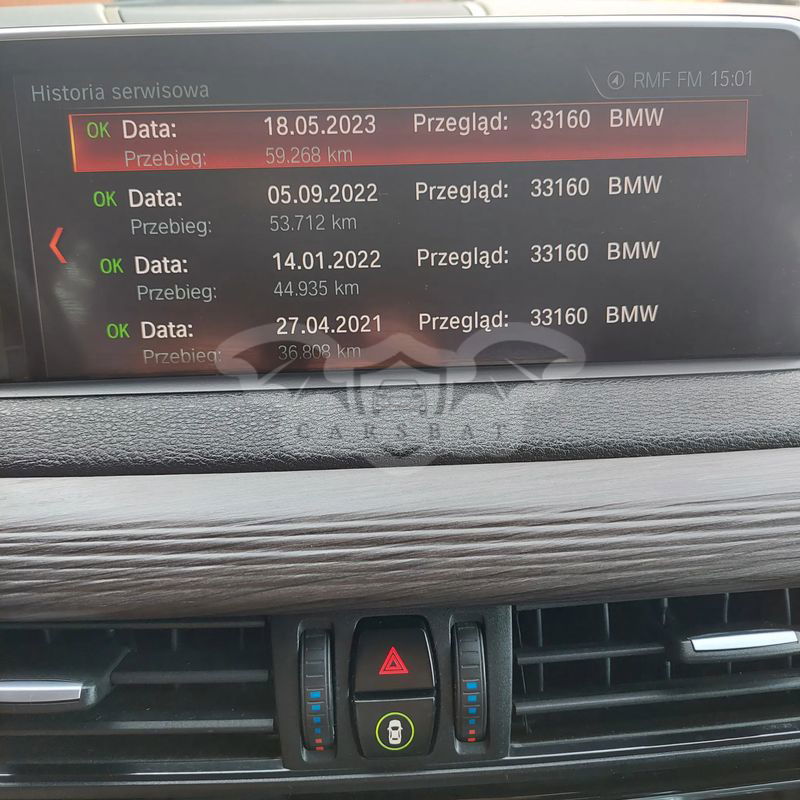 Historia serwisowa RMF FM 15:01
OK Data: 18.05.2023 Przegląd: 33160 BMW
Przebieg: 59.268 km
OK Data: 05.09.2022 Przegląd: 33160 BMW
Przebieg: 53.712 km
OK Data: 14.01.2022 Przegląd: 33160 BMW
Przebieg: 44.935 km
OK Data: 27.04.2021 Przegląd: 33160 BMW
Przebieg: 36.808 km
CARSBAT